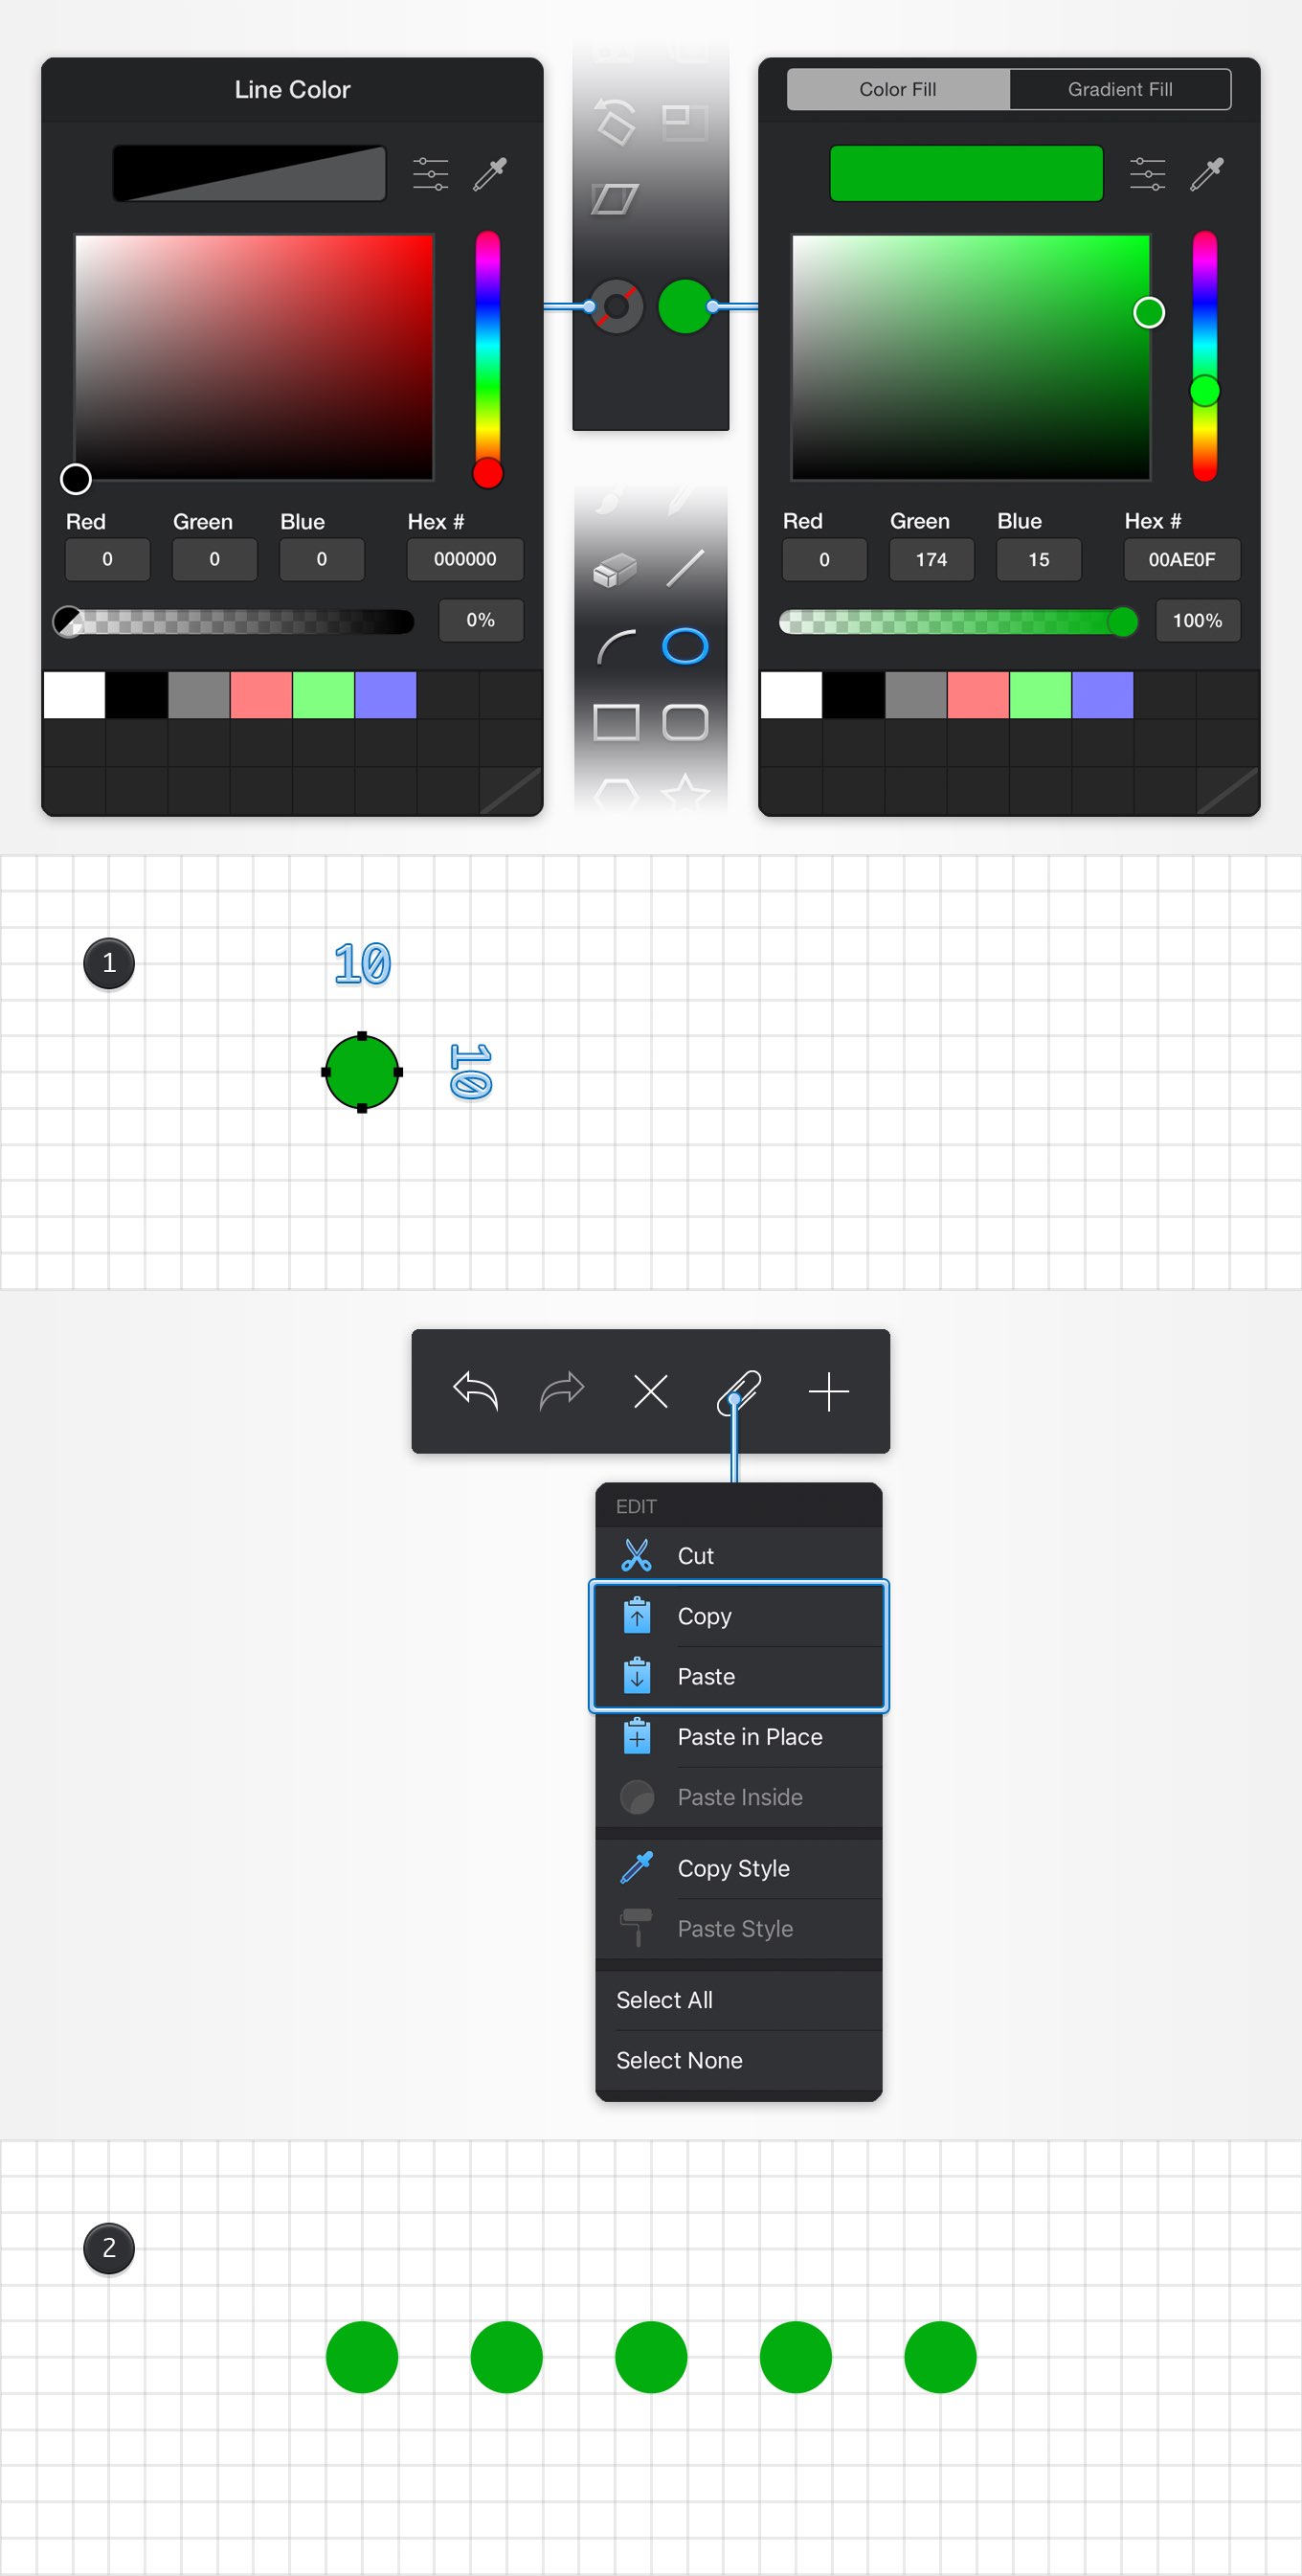 Line Color
Color Fill Gradient Fill
Red Green Blue Hex #
0 0 0 000000
0%
Red Green Blue Hex #
0 174 15 00AE0F
100%
1
10
10
EDIT
Cut
Copy
Paste
Paste in Place
Paste Inside
Copy Style
Paste Style
Select All
Select None
2